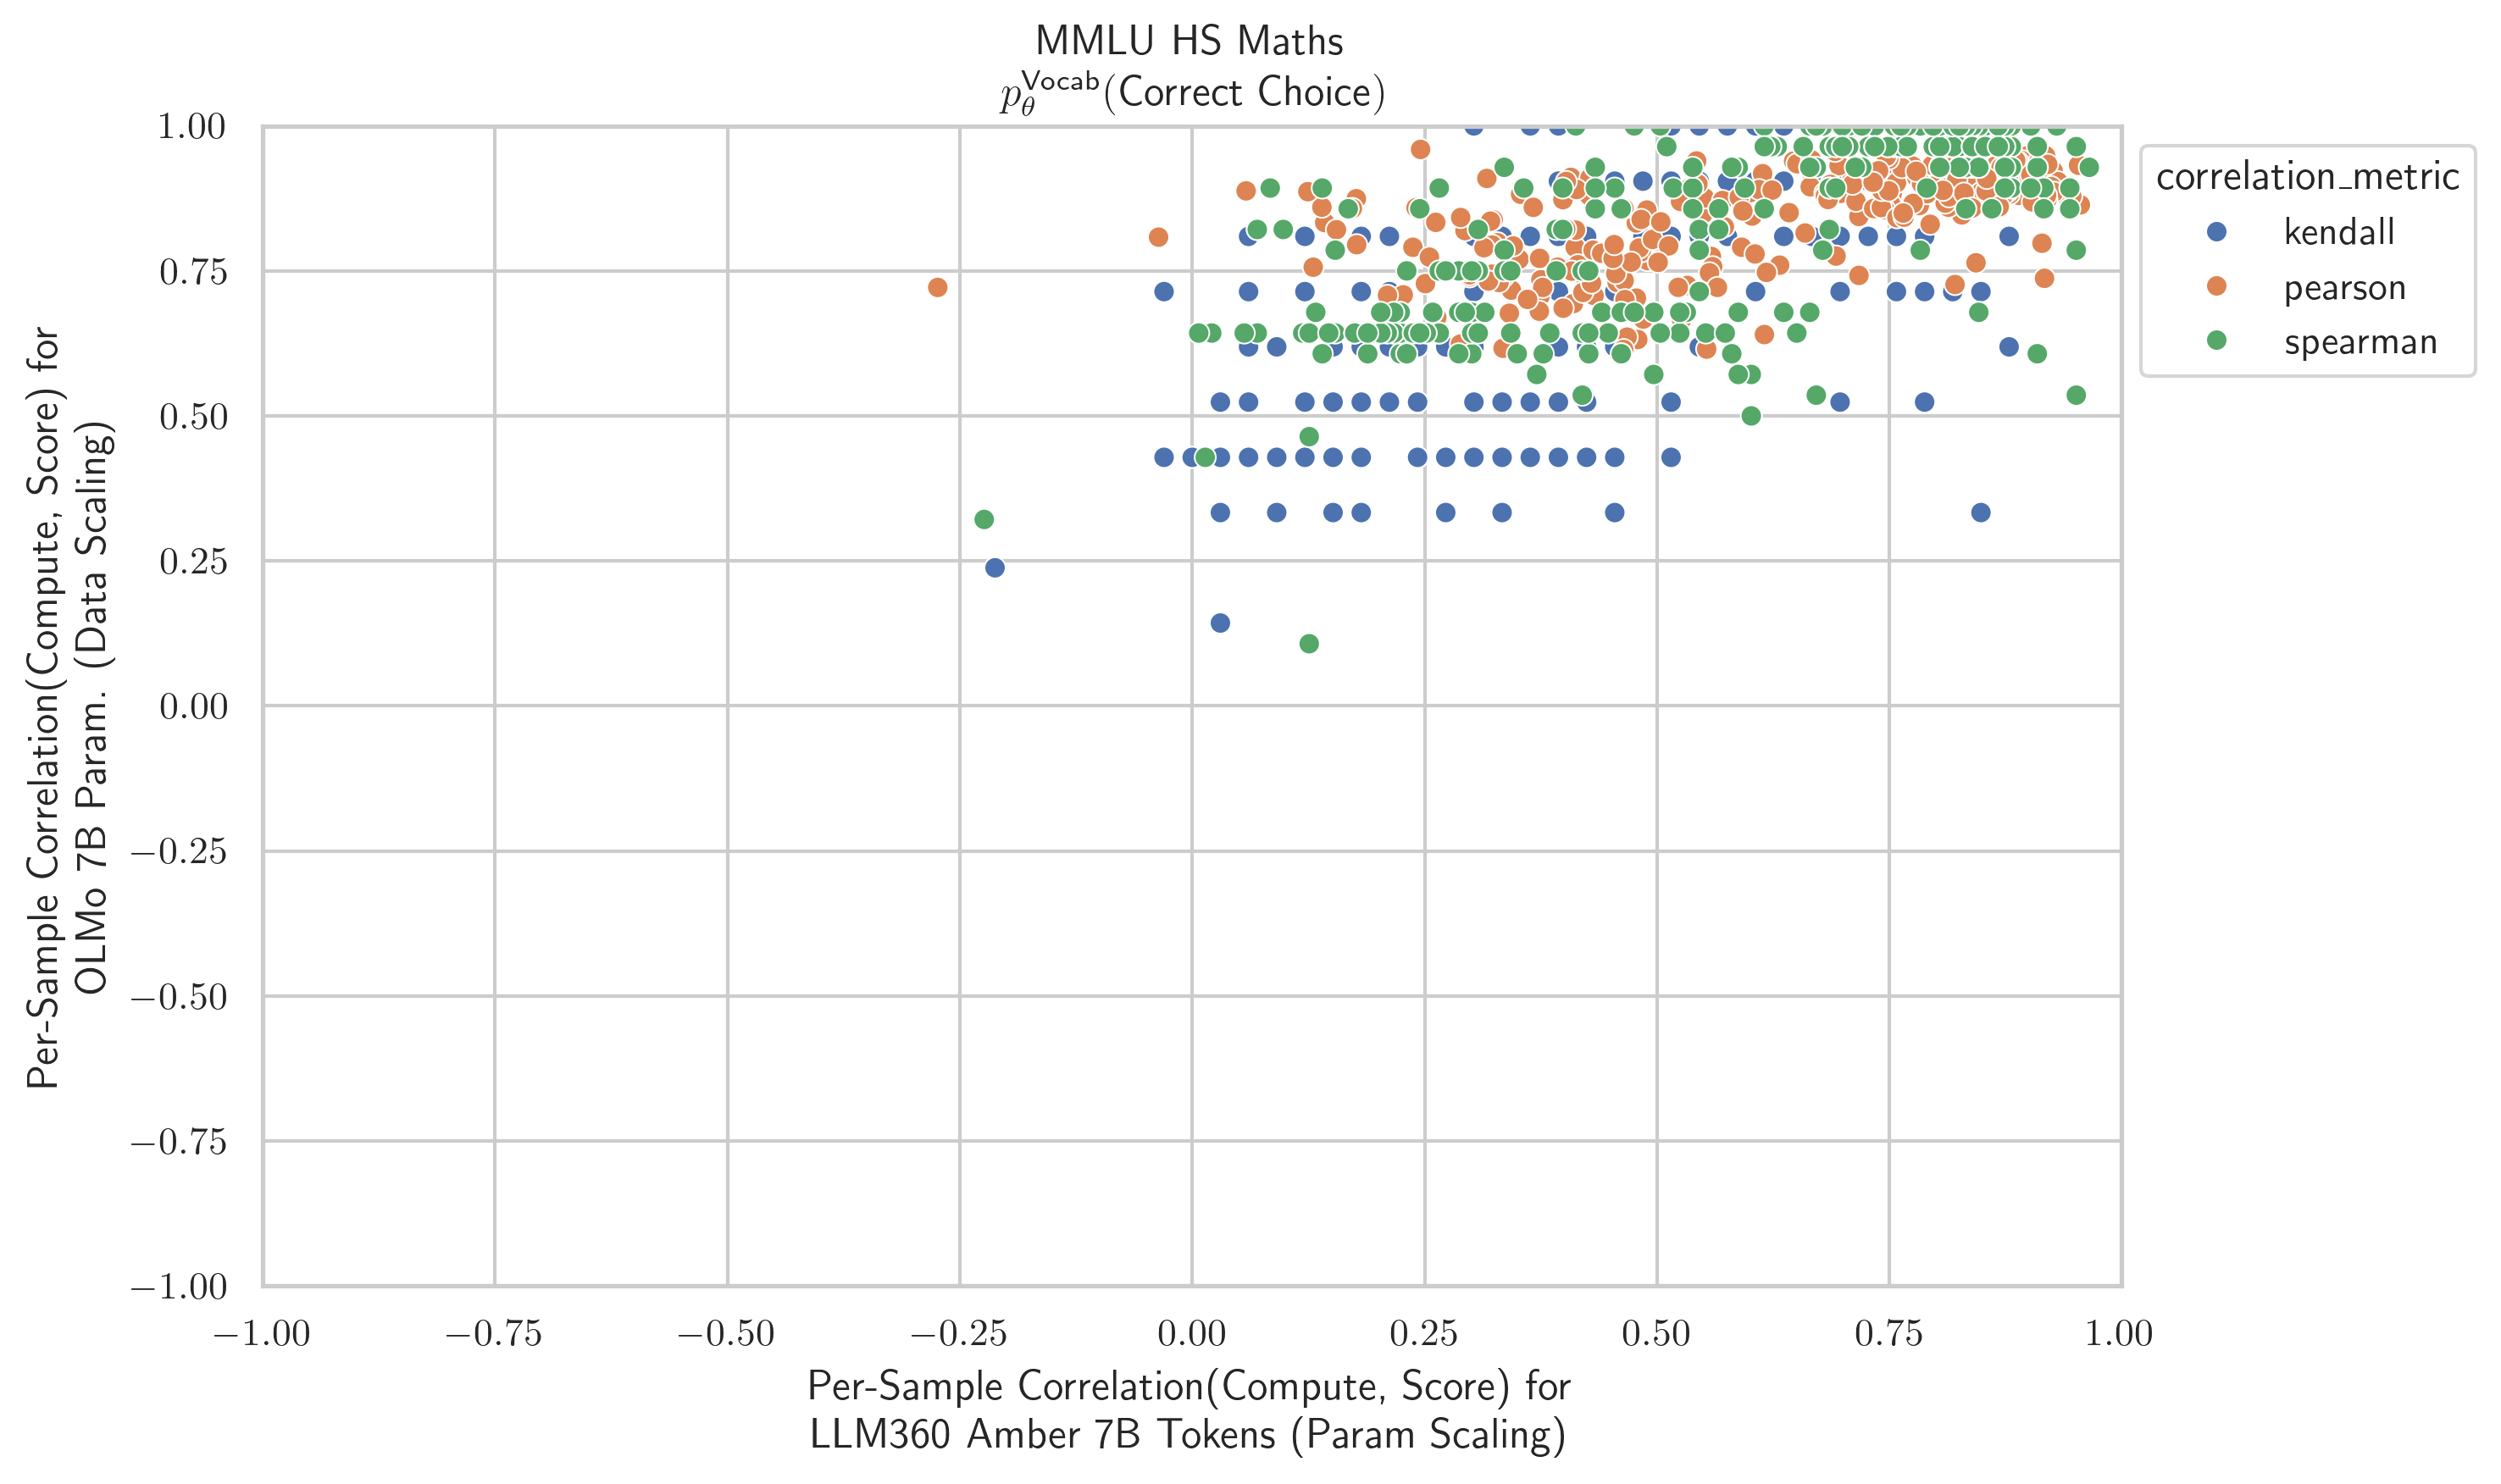 MMLU HS Maths
p_θ^Vocab(Correct Choice)
1.00
0.75
0.50
0.25
0.00
−0.25
−0.50
−0.75
−1.00
Per-Sample Correlation(Compute, Score) for
OLMo 7B Param. (Data Scaling)
correlation_metric
kendall
pearson
spearman
−1.00
−0.75
−0.50
−0.25
0.00
0.25
0.50
0.75
1.00
Per-Sample Correlation(Compute, Score) for
LLM360 Amber 7B Tokens (Param Scaling)